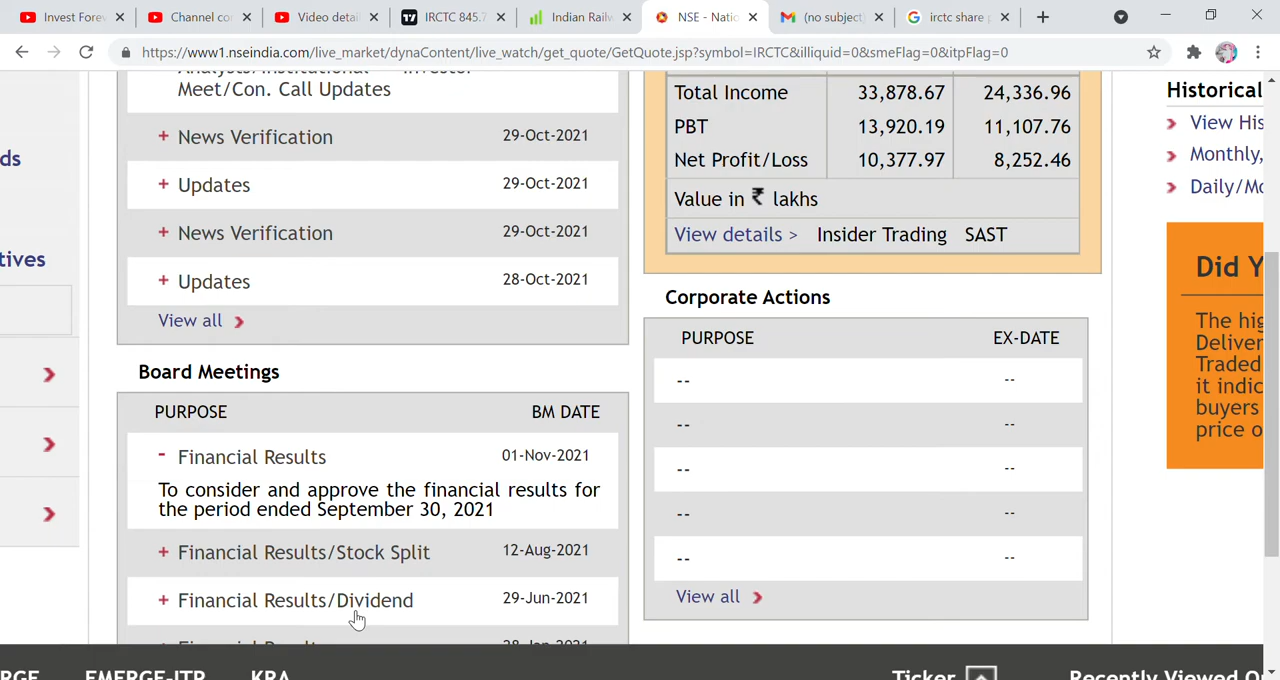 Invest Fore
Channel co
Video detai
IRCTC 845.7
Indian Railw
NSE - Natio
(no subject
irctc share p
https://www1.nseindia.com/live_market/dynaContent/live_watch/get_quote/GetQuote.jsp?symbol=IRCTC&illiquid=0&smeFlag=0&itpFlag=0
ds
tives
Meet/Con. Call Updates
+ News Verification 29-Oct-2021
+ Updates 29-Oct-2021
+ News Verification 29-Oct-2021
+ Updates 28-Oct-2021
View all
Board Meetings
PURPOSE BM DATE
- Financial Results 01-Nov-2021
To consider and approve the financial results for
the period ended September 30, 2021
+ Financial Results/Stock Split 12-Aug-2021
+ Financial Results/Dividend 29-Jun-2021
Total Income 33,878.67 24,336.96
PBT 13,920.19 11,107.76
Net Profit/Loss 10,377.97 8,252.46
Value in ₹ lakhs
View details > Insider Trading SAST
Corporate Actions
PURPOSE EX-DATE
-- --
-- --
-- --
-- --
-- --
View all
Historical
View His
Monthly,
Daily/Mo
Did Y
The hig
Deliver
Traded
it indic
buyers
price o
RGE EMERGE-ITP KRA Ticker Recently Viewed Qu